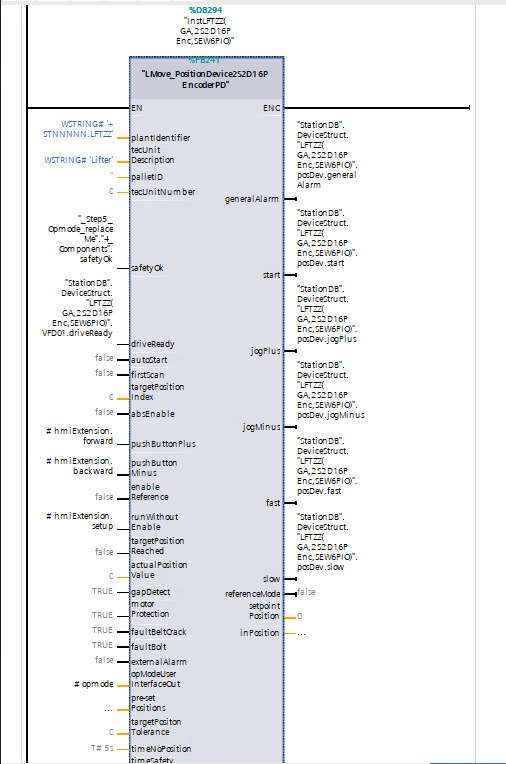 %DB294
"InstLFTZZ(
GA,2S2D16P
Enc,SEW6PIO)"
%FB241
"LMove_PositionDevice2S2D16P
EncoderPD"
EN
ENC
WSTRING# '+
STNNNNN.LFTZZ'
plantIdentifier
WSTRING# 'Lifter'
tecUnit
Description
''
palletID
0
tecUnitNumber
"StationDB".
DeviceStruct.
"LFTZZ(
GA,2S2D16P
Enc,SEW6PIO)".
posDev.general
Alarm
generalAlarm
"_Step5_
Opmode_replace
Me"."4_
Components".
safetyOk
safetyOk
"StationDB".
DeviceStruct.
"LFTZZ(
GA,2S2D16P
Enc,SEW6PIO)".
posDev.start
start
"StationDB".
DeviceStruct.
"LFTZZ(
GA,2S2D16P
Enc,SEW6PIO)".
VFD01.driveReady
driveReady
"StationDB".
DeviceStruct.
"LFTZZ(
GA,2S2D16P
Enc,SEW6PIO)".
posDev.jogPlus
jogPlus
false
autoStart
false
firstScan
0
targetPosition
Index
false
absEnable
"StationDB".
DeviceStruct.
"LFTZZ(
GA,2S2D16P
Enc,SEW6PIO)".
posDev.jogMinus
jogMinus
# hmiExtension.
forward
pushButtonPlus
# hmiExtension.
backward
pushButton
Minus
false
enable
Reference
"StationDB".
DeviceStruct.
"LFTZZ(
GA,2S2D16P
Enc,SEW6PIO)".
posDev.fast
fast
# hmiExtension.
setup
runWithout
Enable
false
targetPosition
Reached
0
actualPosition
Value
"StationDB".
DeviceStruct.
"LFTZZ(
GA,2S2D16P
Enc,SEW6PIO)".
posDev.slow
slow
TRUE
gapDetect
referenceMode
false
TRUE
motor
Protection
setpoint
Position
0
TRUE
faultBeltCrack
inPosition
...
TRUE
faultBolt
false
externalAlarm
# opmode
opModeUser
InterfaceOut
...
pre-set
Positions
0
targetPositon
Tolerance
T# 5s
timeNoPosition
timeSafety